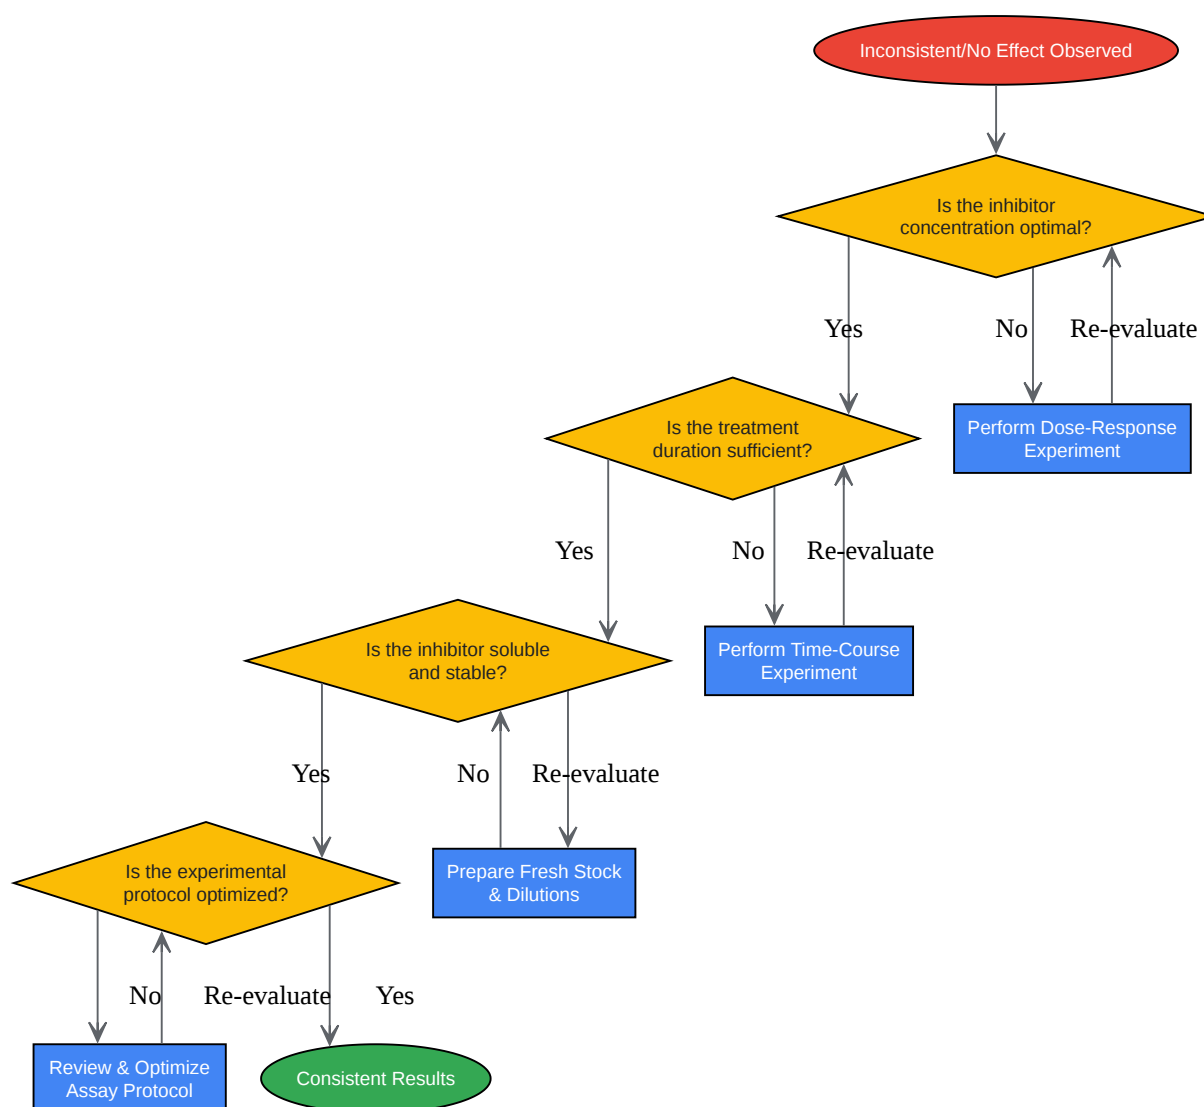 Inconsistent/No Effect Observed
Is the inhibitor
concentration optimal?
Yes
No
Re-evaluate
Is the treatment
duration sufficient?
Perform Dose-Response
Experiment
Yes
No
Re-evaluate
Is the inhibitor soluble
and stable?
Perform Time-Course
Experiment
Yes
No
Re-evaluate
Is the experimental
protocol optimized?
Prepare Fresh Stock
& Dilutions
No
Re-evaluate
Yes
Review & Optimize
Assay Protocol
Consistent Results